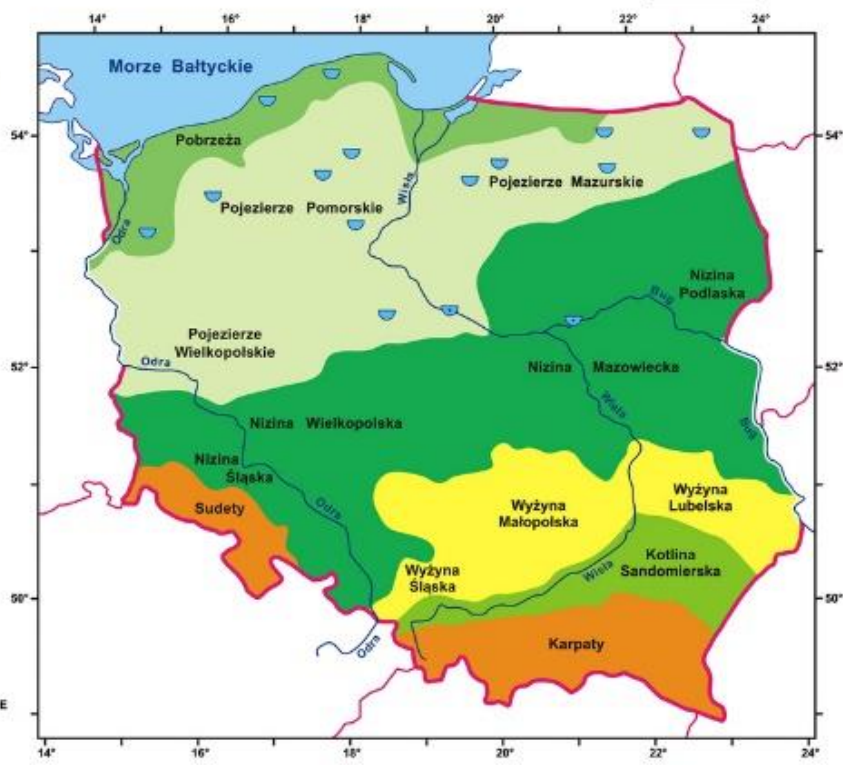 14°
16°
18°
20°
22°
24°
Morze Bałtyckie
54°
54°
Pobrzeża
Wisła
Pojezierze Mazurskie
Pojezierze Pomorskie
Odra
Nizina
Podlaska
Bug
Pojezierze
Wielkopolskie
Odra
52°
52°
Nizina Mazowiecka
Wisła
Bug
Nizina Wielkopolska
Nizina
Śląska
Odra
Sudety
Wyżyna
Małopolska
Wyżyna
Lubelska
Kotlina
Sandomierska
Wyżyna
Śląska
Wisła
50°
50°
Odra
Karpaty
E
14°
16°
18°
20°
22°
24°